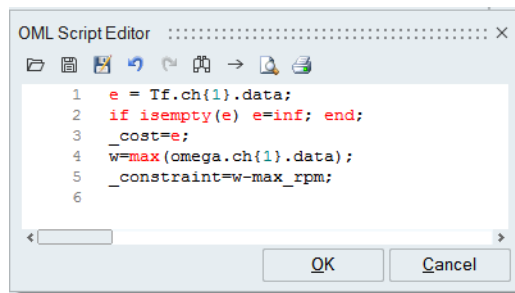 OML Script Editor
1 e = Tf.ch{1}.data;
2 if isempty(e) e=inf; end;
3 _cost=e;
4 w=max(omega.ch{1}.data);
5 _constraint=w-max_rpm;
6
OK Cancel